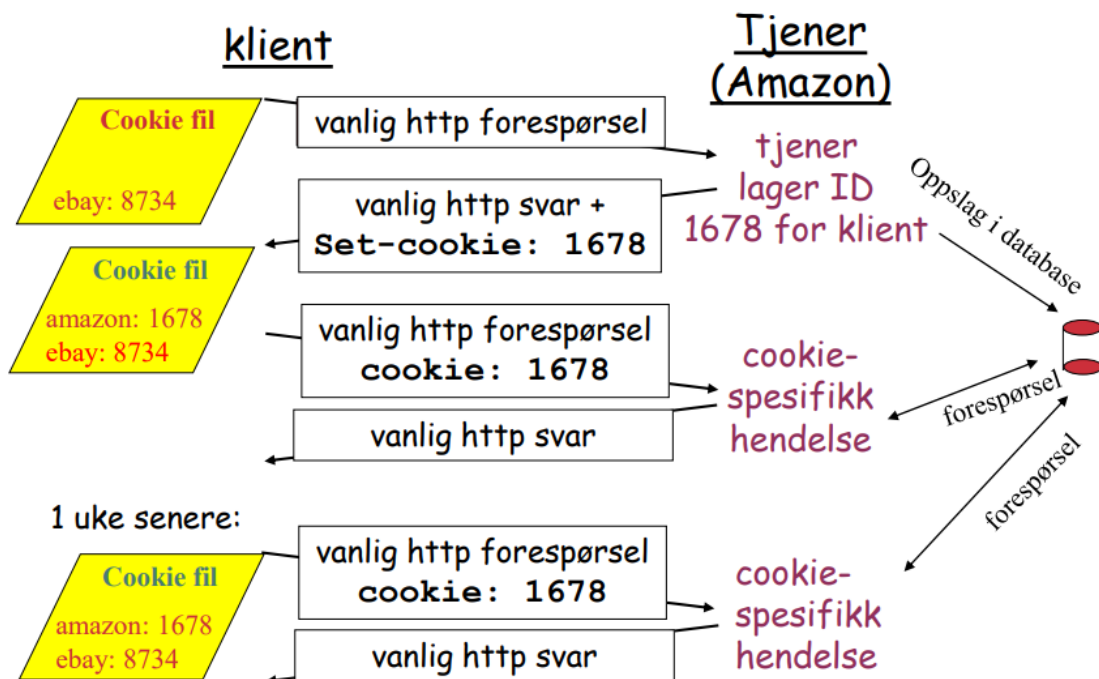 klient
Tjener
(Amazon)
Cookie fil
ebay: 8734
vanlig http forespørsel
tjener
lager ID
1678 for klient
vanlig http svar +
Set-cookie: 1678
Oppslag i database
Cookie fil
amazon: 1678
ebay: 8734
vanlig http forespørsel
cookie: 1678
cookie-
spesifikk
hendelse
forespørsel
vanlig http svar
forespørsel
1 uke senere:
Cookie fil
amazon: 1678
ebay: 8734
vanlig http forespørsel
cookie: 1678
cookie-
spesifikk
hendelse
vanlig http svar